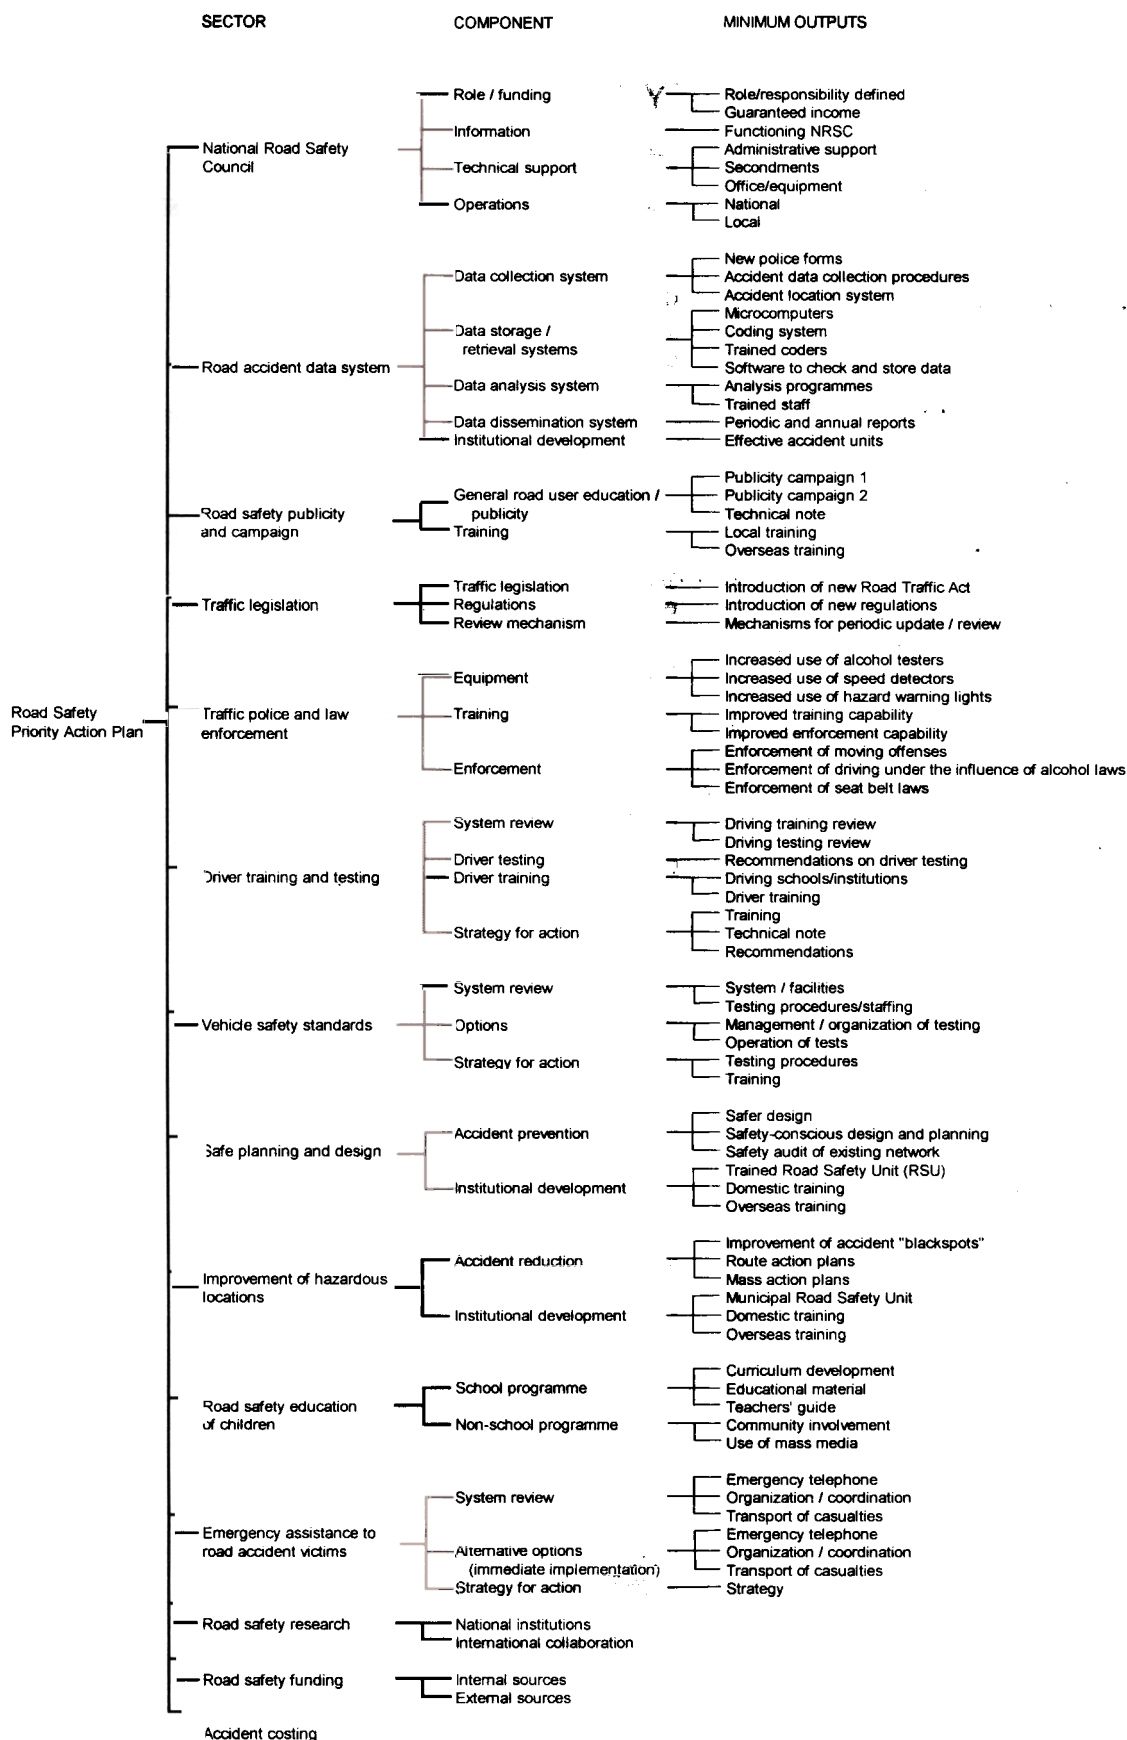 SECTOR
COMPONENT
MINIMUM OUTPUTS
Road Safety
Priority Action Plan
National Road Safety
Council
Role / funding
Role/responsibility defined
Guaranteed income
Information
Functioning NRSC
Technical support
Administrative support
Secondments
Office/equipment
Operations
National
Local
Road accident data system
Data collection system
New police forms
Accident data collection procedures
Accident location system
Data storage /
retrieval systems
Microcomputers
Coding system
Trained coders
Software to check and store data
Data analysis system
Analysis programmes
Trained staff
Data dissemination system
Periodic and annual reports
Institutional development
Effective accident units
Road safety publicity
and campaign
General road user education /
publicity
Publicity campaign 1
Publicity campaign 2
Technical note
Training
Local training
Overseas training
Traffic legislation
Traffic legislation
Introduction of new Road Traffic Act
Regulations
Introduction of new regulations
Review mechanism
Mechanisms for periodic update / review
Traffic police and law
enforcement
Equipment
Increased use of alcohol testers
Increased use of speed detectors
Increased use of hazard warning lights
Training
Improved training capability
Improved enforcement capability
Enforcement
Enforcement of moving offenses
Enforcement of driving under the influence of alcohol laws
Enforcement of seat belt laws
Driver training and testing
System review
Driving training review
Driving testing review
Driver testing
Recommendations on driver testing
Driver training
Driving schools/institutions
Driver training
Strategy for action
Training
Technical note
Recommendations
Vehicle safety standards
System review
System / facilities
Testing procedures/staffing
Options
Management / organization of testing
Operation of tests
Strategy for action
Testing procedures
Training
Safe planning and design
Accident prevention
Safer design
Safety-conscious design and planning
Safety audit of existing network
Institutional development
Trained Road Safety Unit (RSU)
Domestic training
Overseas training
Improvement of hazardous
locations
Accident reduction
Improvement of accident "blackspots"
Route action plans
Mass action plans
Institutional development
Municipal Road Safety Unit
Domestic training
Overseas training
Road safety education
of children
School programme
Curriculum development
Educational material
Teachers' guide
Non-school programme
Community involvement
Use of mass media
Emergency assistance to
road accident victims
System review
Emergency telephone
Organization / coordination
Transport of casualties
Alternative options
(immediate implementation)
Emergency telephone
Organization / coordination
Transport of casualties
Strategy for action
Strategy
Road safety research
National institutions
International collaboration
Road safety funding
Internal sources
External sources
Accident costing